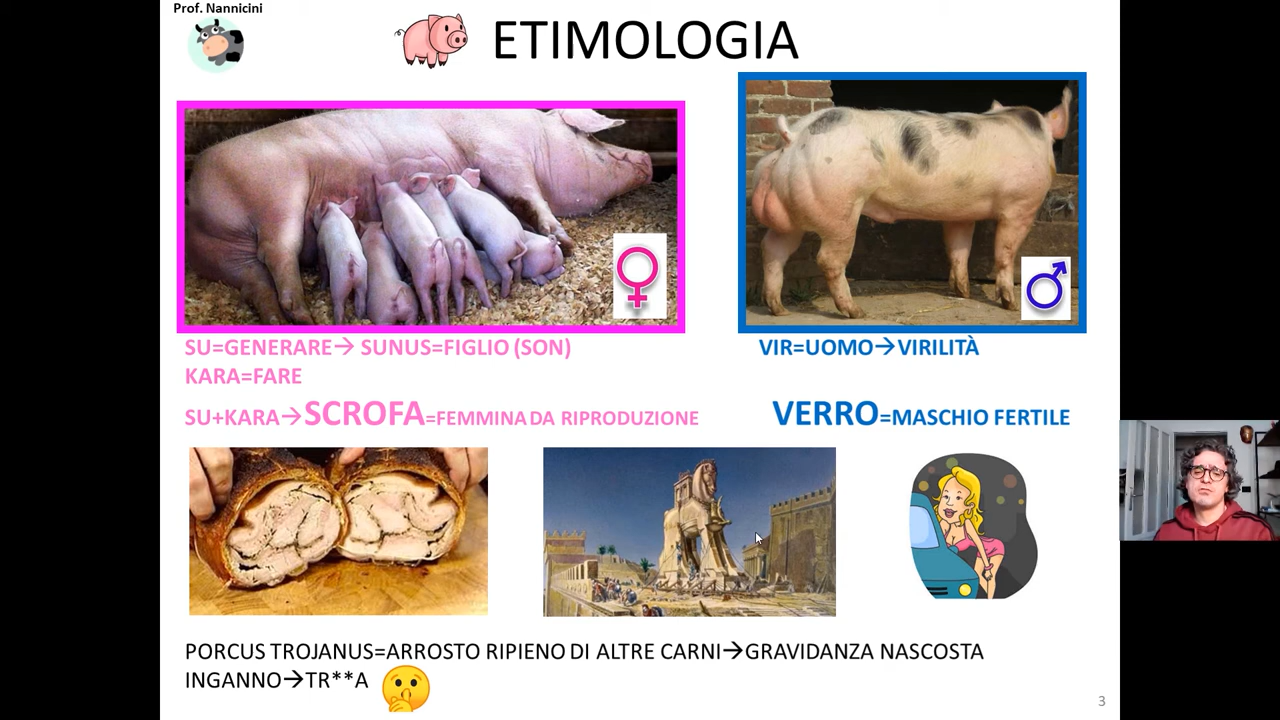 Prof. Nannicini
ETIMOLOGIA
SU=GENERARE→ SUNUS=FIGLIO (SON)
KARA=FARE
SU+KARA→SCROFA=FEMMINA DA RIPRODUZIONE
VIR=UOMO→VIRILITÀ
VERRO=MASCHIO FERTILE
PORCUS TROJANUS=ARROSTO RIPIENO DI ALTRE CARNI→GRAVIDANZA NASCOSTA
INGANNO→TR**A
3